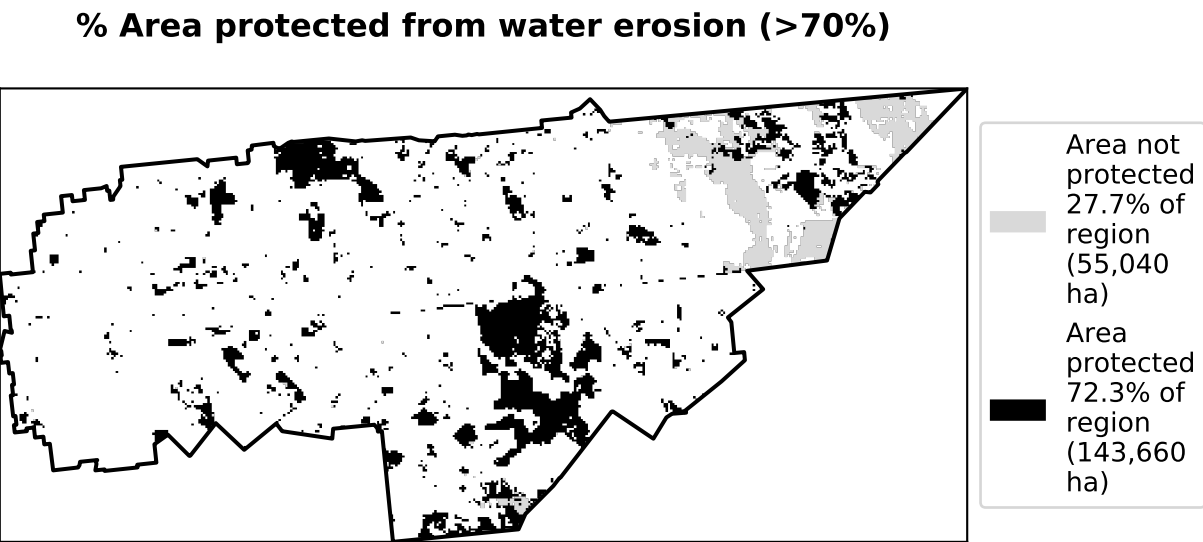 % Area protected from water erosion (>70%)
Area not
protected
27.7% of
region
(55,040
ha)
Area
protected
72.3% of
region
(143,660
ha)